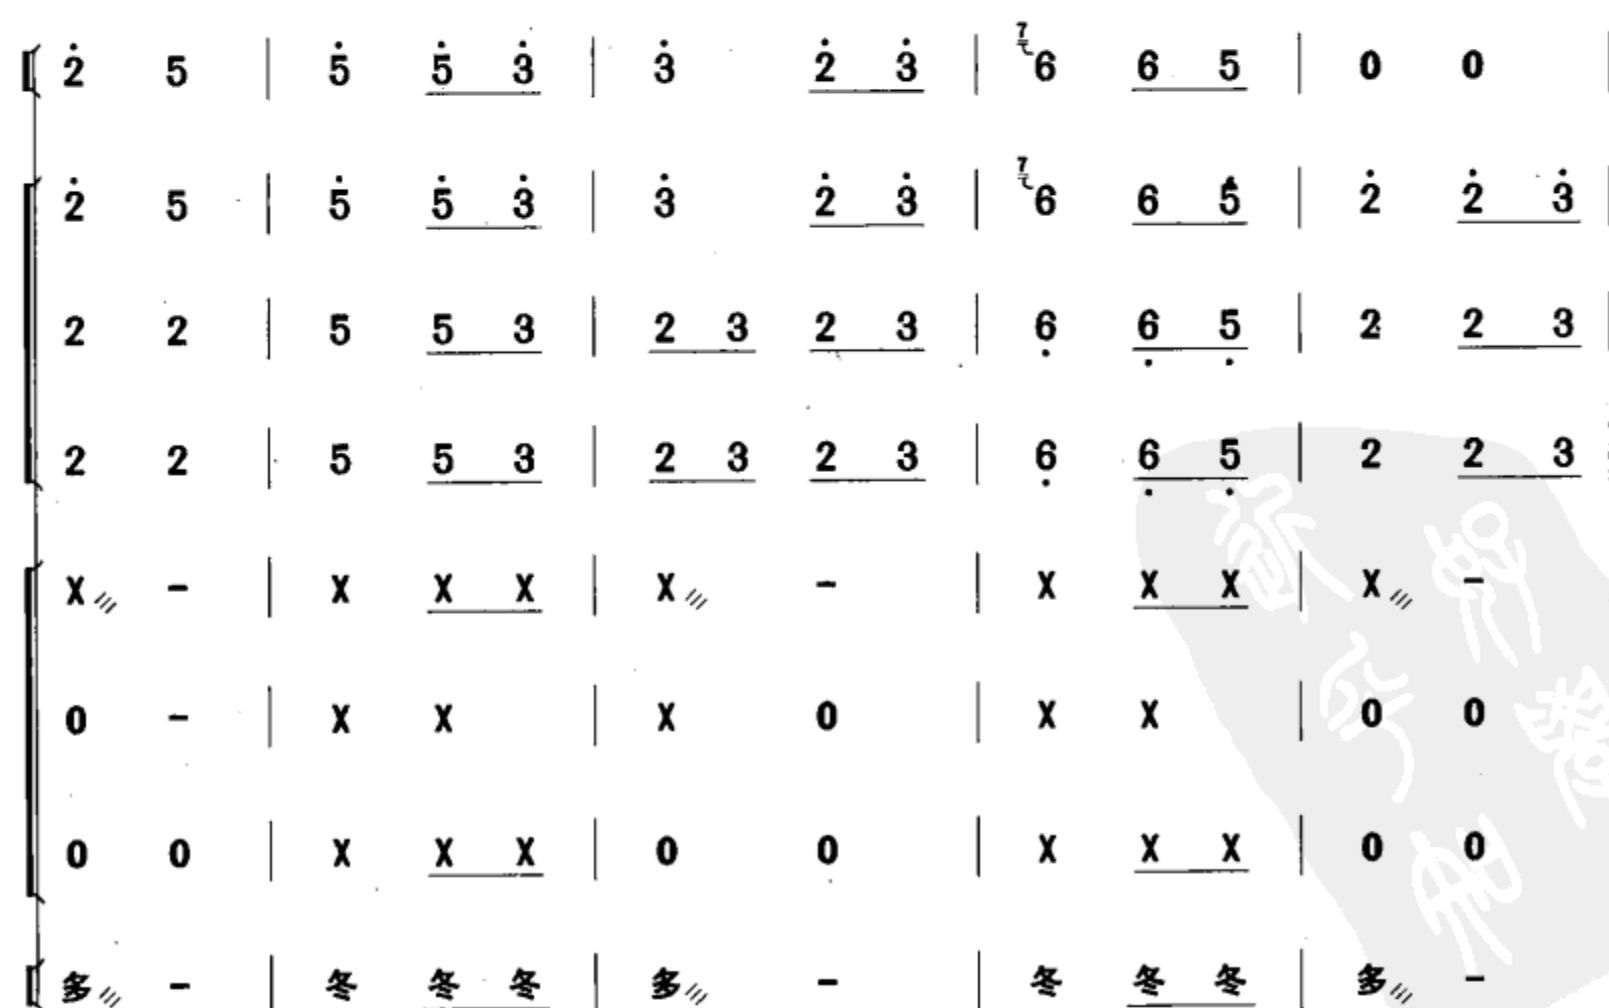 2̇ 5 | 5̇ 5̇ 3̇ | 3̇ 2̇ 3̇ | 7 6 6 5 | 0 0 |
2̇ 5 | 5̇ 5̇ 3̇ | 3̇ 2̇ 3̇ | 7 6 6 5 | 2̇ 2̇ 3̇ |
2 2 | 5 5 3 | 2 3 2 3 | 6̣ 6̣ 5̣ | 2 2 3 |
2 2 | 5 5 3 | 2 3 2 3 | 6̣ 6̣ 5̣ | 2 2 3
X/// - | X X X | X/// - | X X X | X/// -
0 - | X X | X 0 | X X | 0 0
0 0 | X X X | 0 0 | X X X | 0 0
多/// - | 冬 冬 冬 | 多/// - | 冬 冬 冬 | 多/// -